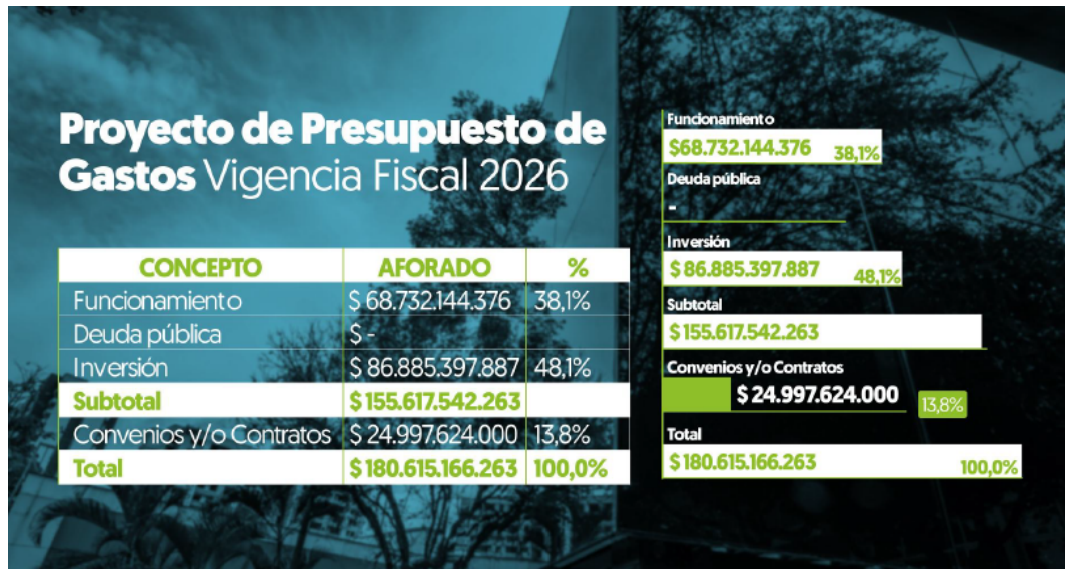 Proyecto de Presupuesto de
Gastos Vigencia Fiscal 2026
CONCEPTO AFORADO %
Funcionamiento $ 68.732.144.376 38,1%
Deuda pública $ -
Inversión $ 86.885.397.887 48,1%
Subtotal $ 155.617.542.263
Convenios y/o Contratos $ 24.997.624.000 13,8%
Total $ 180.615.166.263 100,0%
Funcionamiento
$68.732.144.376 38,1%
Deuda pública
-
Inversión
$ 86.885.397.887 48,1%
Subtotal
$ 155.617.542.263
Convenios y/o Contratos
$ 24.997.624.000 13,8%
Total
$ 180.615.166.263 100,0%